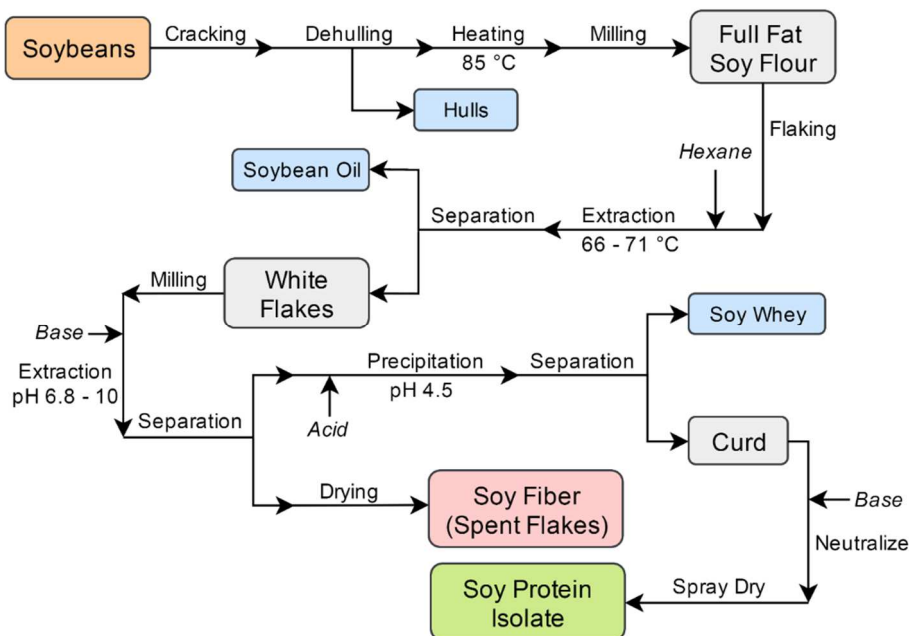 Soybeans
Cracking
Dehulling
Heating
85 °C
Milling
Full Fat
Soy Flour
Hulls
Flaking
Hexane
Soybean Oil
Separation
Extraction
66 - 71 °C
White
Flakes
Milling
Base
Extraction
pH 6.8 - 10
Separation
Precipitation
pH 4.5
Acid
Separation
Soy Whey
Curd
Drying
Soy Fiber
(Spent Flakes)
Base
Neutralize
Spray Dry
Soy Protein
Isolate